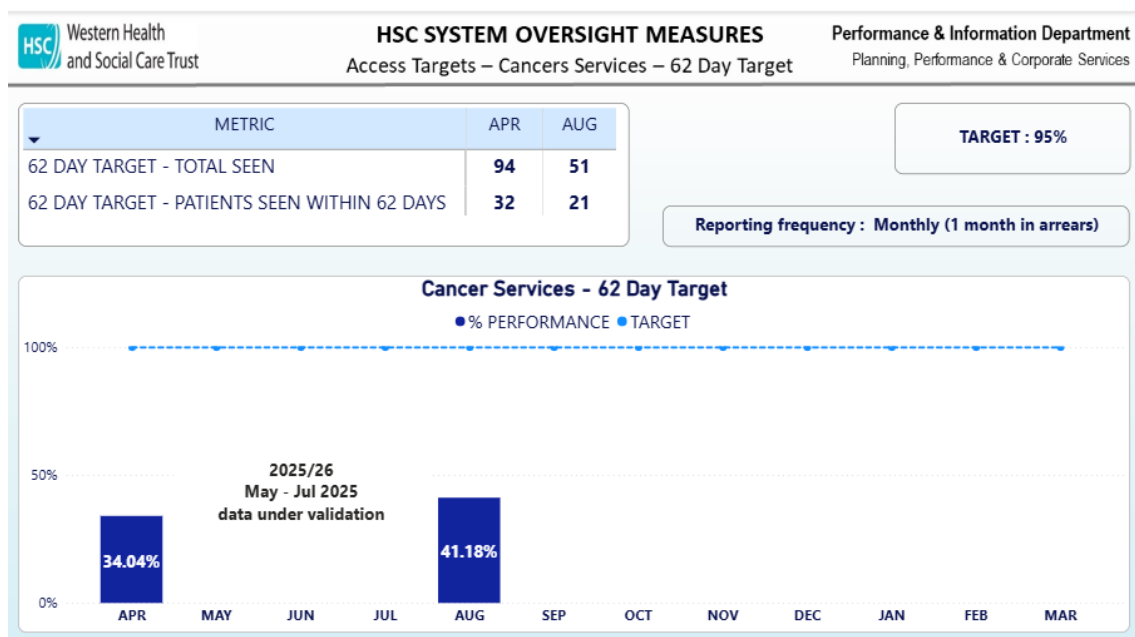 HSC
Western Health
and Social Care Trust
HSC SYSTEM OVERSIGHT MEASURES
Access Targets – Cancers Services – 62 Day Target
Performance & Information Department
Planning, Performance & Corporate Services
METRIC APR AUG
62 DAY TARGET - TOTAL SEEN 94 51
62 DAY TARGET - PATIENTS SEEN WITHIN 62 DAYS 32 21
TARGET : 95%
Reporting frequency : Monthly (1 month in arrears)
Cancer Services - 62 Day Target
% PERFORMANCE TARGET
100%
50%
0%
2025/26
May - Jul 2025
data under validation
34.04%
41.18%
APR MAY JUN JUL AUG SEP OCT NOV DEC JAN FEB MAR